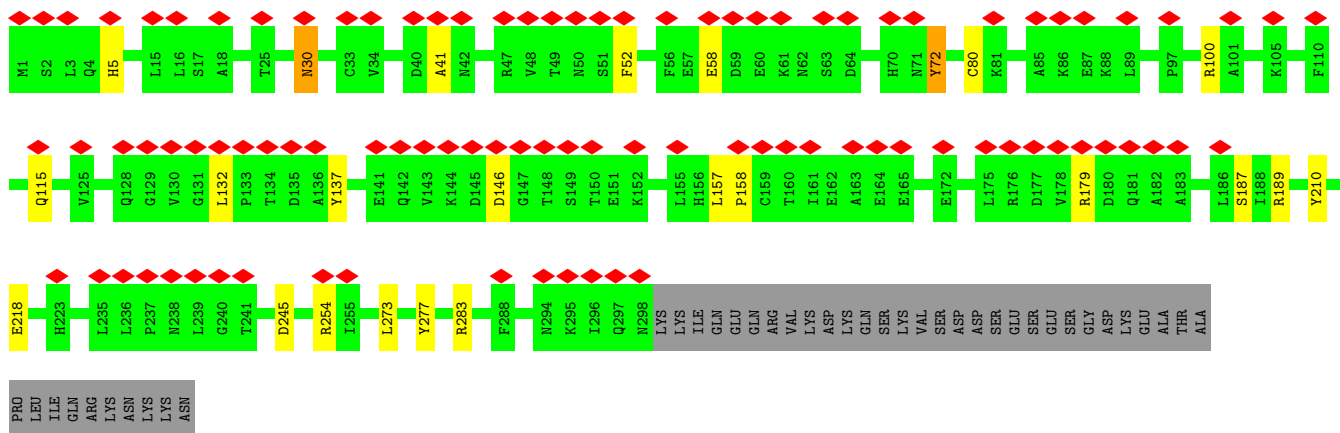 M1 S2 L3 Q4 H5 L15 L16 S17 A18 T25 N30 C33 V34 D40 A41 N42 R47 V48 T49 N50 S51 F52 F56 E57 E58 D59 E60 K61 N62 S63 D64 H70 N71 Y72 C80 K81 A85 K86 E87 K88 L89 P97 R100 A101 K105 F110
Q115 V125 Q128 G129 V130 G131 L132 P133 T134 D135 A136 Y137 E141 Q142 V143 K144 D145 D146 G147 T148 S149 T150 E151 K152 L155 H156 L157 P158 C159 T160 I161 E162 A163 E164 E165 E172 L175 R176 D177 V178 R179 D180 Q181 A182 A183 L186 S187 I188 R189 Y210
E218 H223 L235 L236 P237 N238 L239 G240 T241 D245 R254 I255 L273 Y277 R283 F288 N294 K295 I296 Q297 N298 LYS LYS ILE GLN GLU GLN ARG VAL LYS ASP LYS GLN SER LYS VAL SER ASP ASP SER GLU SER GLU SER GLY ASP LYS GLU ALA THR ALA
PRO LEU ILE GLN ARG LYS ASN LYS LYS ASN